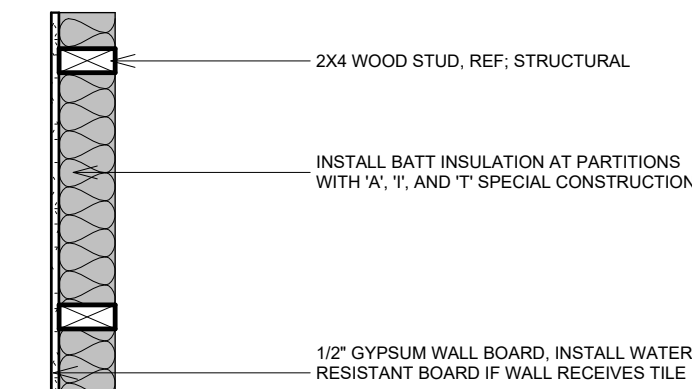 2X4 WOOD STUD, REF; STRUCTURAL
INSTALL BATT INSULATION AT PARTITIONS
WITH 'A', 'I', AND 'T' SPECIAL CONSTRUCTION
1/2" GYPSUM WALL BOARD, INSTALL WATER
RESISTANT BOARD IF WALL RECEIVES TILE